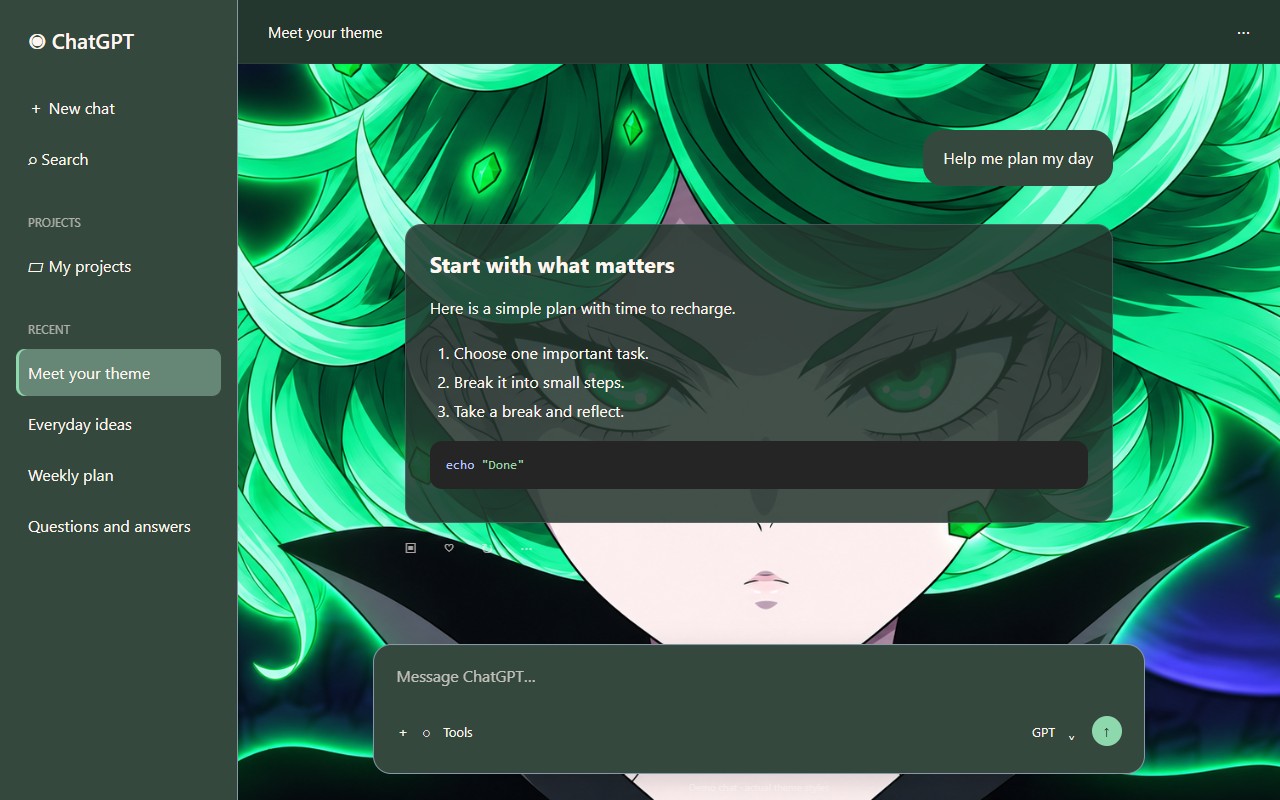 ChatGPT
+ New chat
Search
PROJECTS
My projects
RECENT
Meet your theme
Everyday ideas
Weekly plan
Questions and answers
Meet your theme
...
Help me plan my day
Start with what matters
Here is a simple plan with time to recharge.
1. Choose one important task.
2. Break it into small steps.
3. Take a break and reflect.
echo "Done"
Message ChatGPT...
+ Tools
GPT